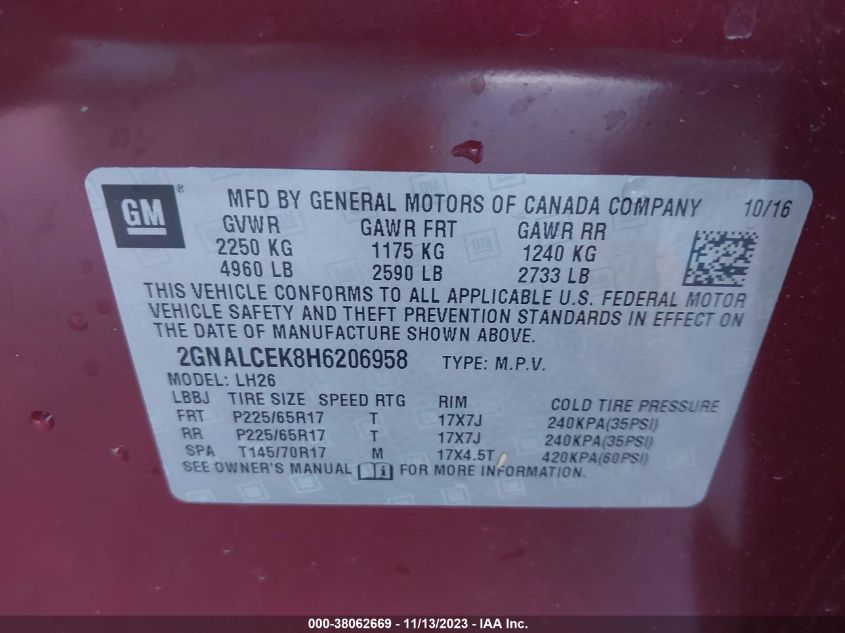 GM ®
MFD BY GENERAL MOTORS OF CANADA COMPANY 10/16
GVWR GAWR FRT GAWR RR
2250 KG 1175 KG 1240 KG
4960 LB 2590 LB 2733 LB
THIS VEHICLE CONFORMS TO ALL APPLICABLE U.S. FEDERAL MOTOR
VEHICLE SAFETY AND THEFT PREVENTION STANDARDS IN EFFECT ON
THE DATE OF MANUFACTURE SHOWN ABOVE.
2GNALCEK8H6206958 TYPE: M.P.V.
MODEL: LH26
LBBJ TIRE SIZE SPEED RTG RIM COLD TIRE PRESSURE
FRT P225/65R17 T 17X7J 240KPA(35PSI)
RR P225/65R17 T 17X7J 240KPA(35PSI)
SPA T145/70R17 M 17X4.5T 420KPA(60PSI)
SEE OWNER'S MANUAL FOR MORE INFORMATION.
000-38062669 - 11/13/2023 - IAA Inc.